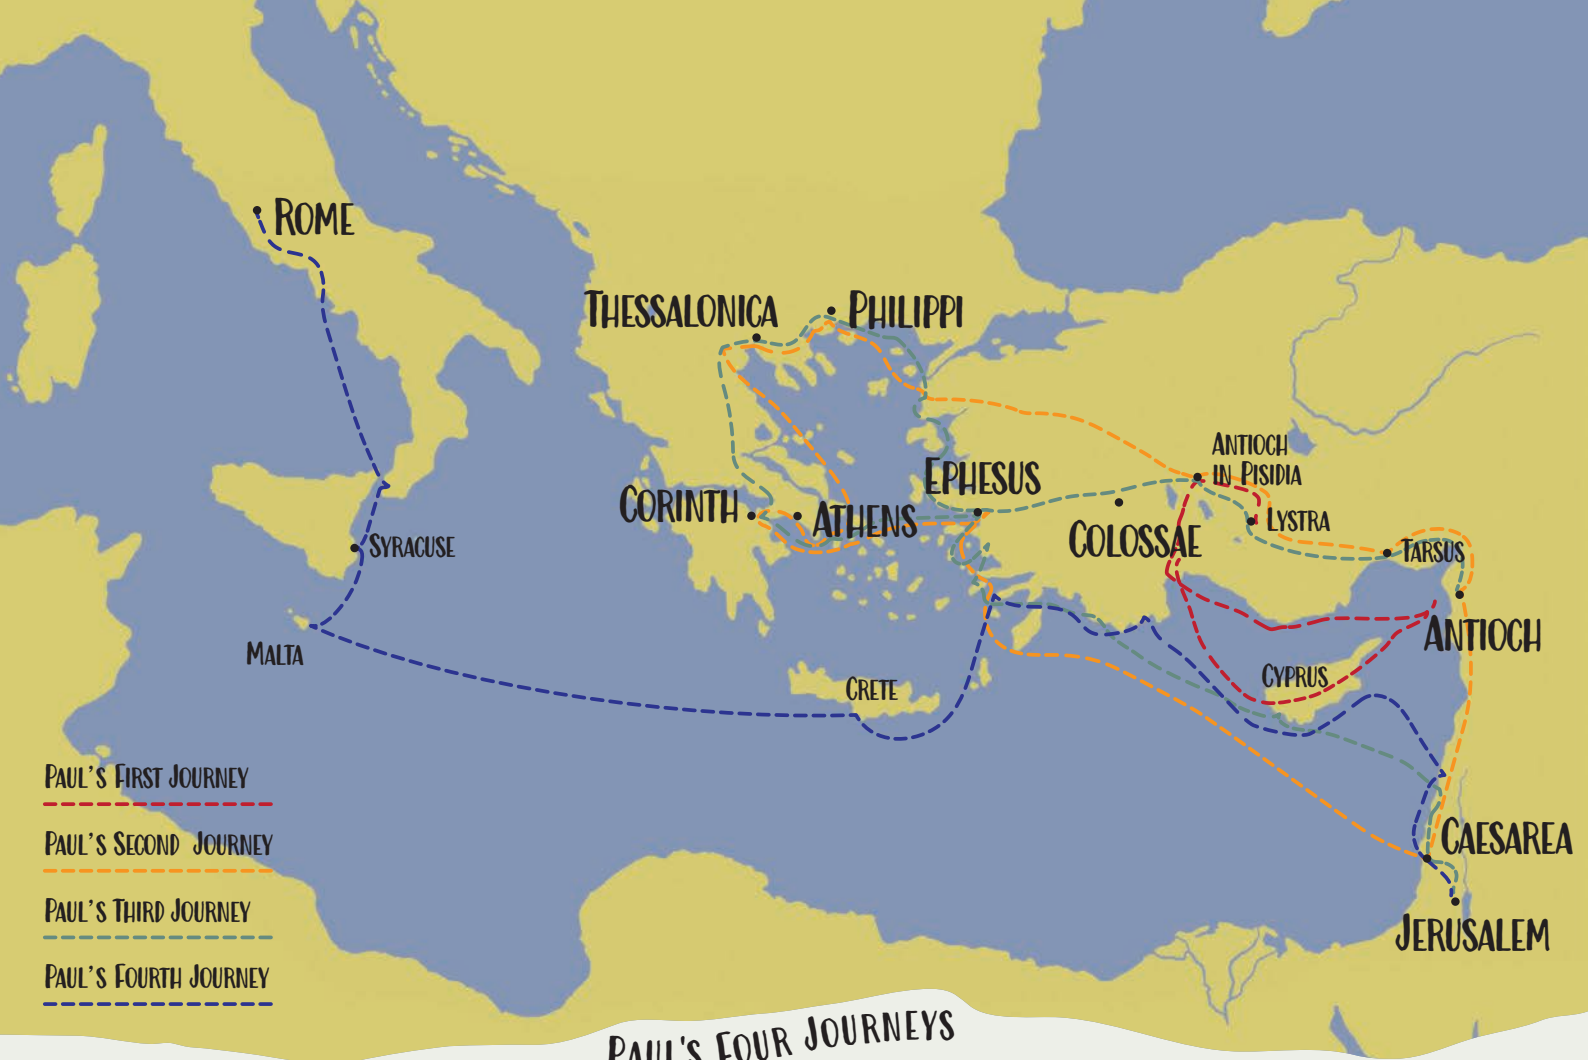 Rome
Thessalonica
Philippi
Antioch
in Pisidia
Ephesus
Corinth
Athens
Colossae
Lystra
Tarsus
Syracuse
Antioch
Malta
Crete
Cyprus
Paul's First Journey
Paul's Second Journey
Caesarea
Paul's Third Journey
Jerusalem
Paul's Fourth Journey
Paul's Four Journeys